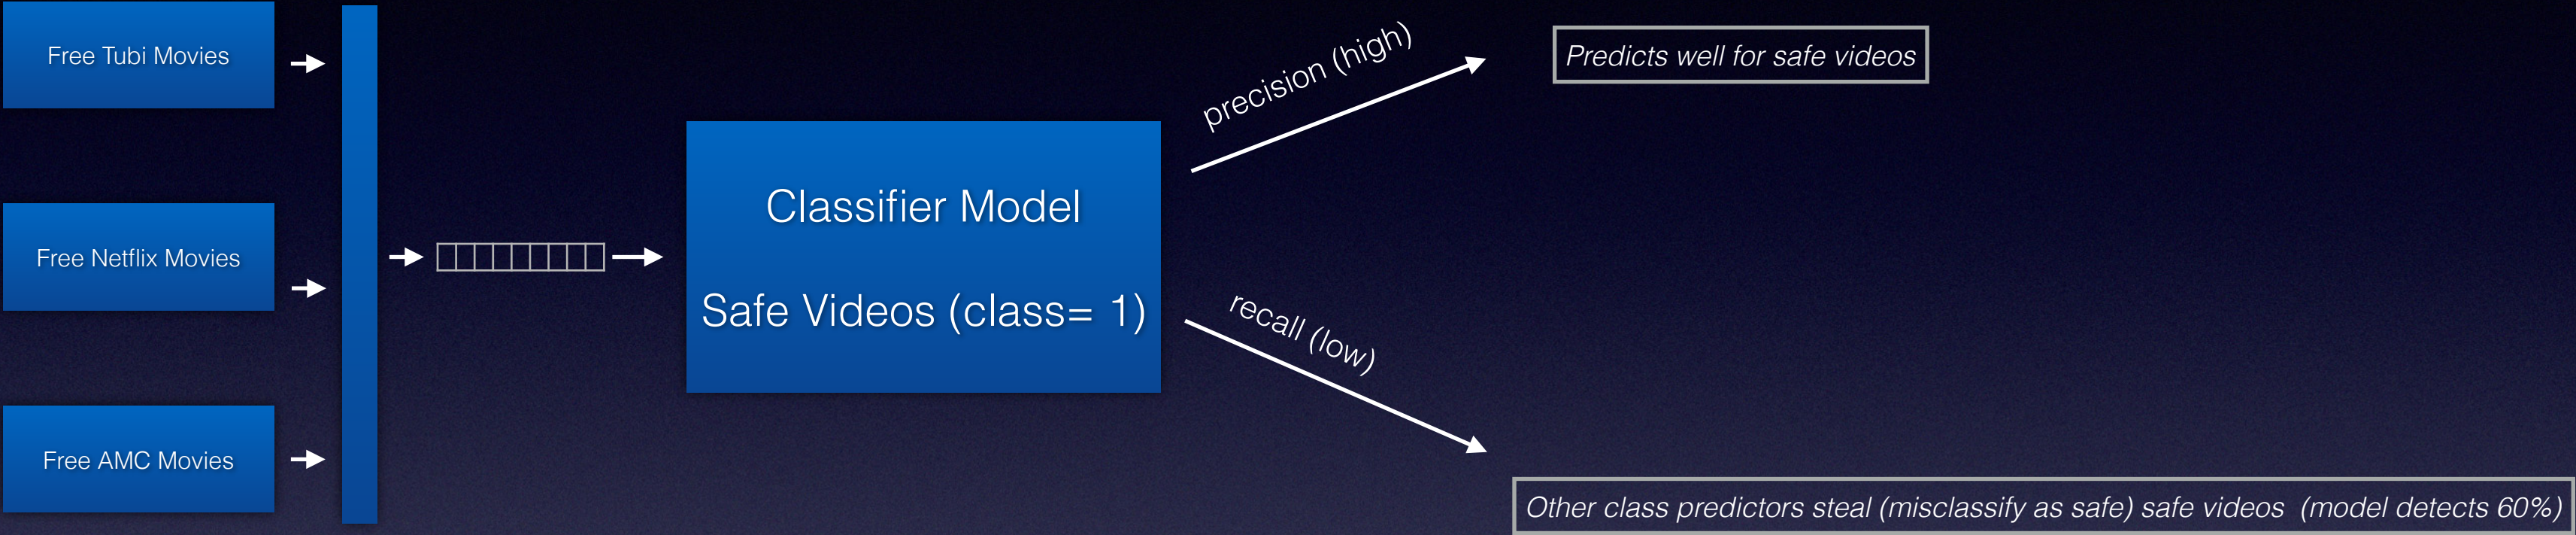 Free Tubi Movies
Free Netflix Movies
Free AMC Movies
Classifier Model
Safe Videos (class= 1)
precision (high)
Predicts well for safe videos
recall (low)
Other class predictors steal (misclassify as safe) safe videos  (model detects 60%)